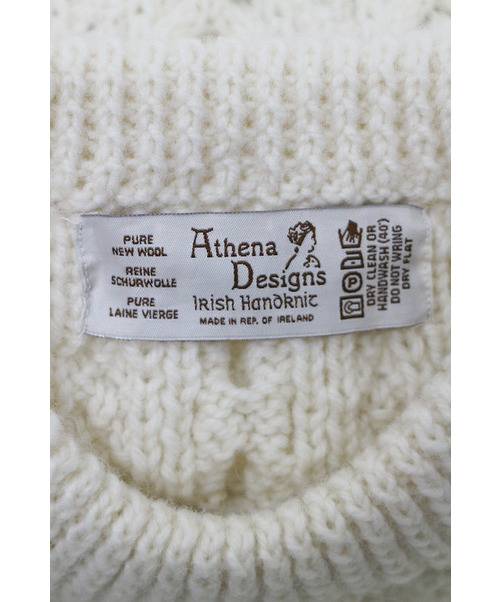 PURE
NEW WOOL
REINE
SCHURWOLLE
PURE
LAINE VIERGE
Athena
Designs
Irish Handknit
MADE IN REP. OF IRELAND
DRY CLEAN OR
HANDWASH (40°)
DO NOT WRING
DRY FLAT